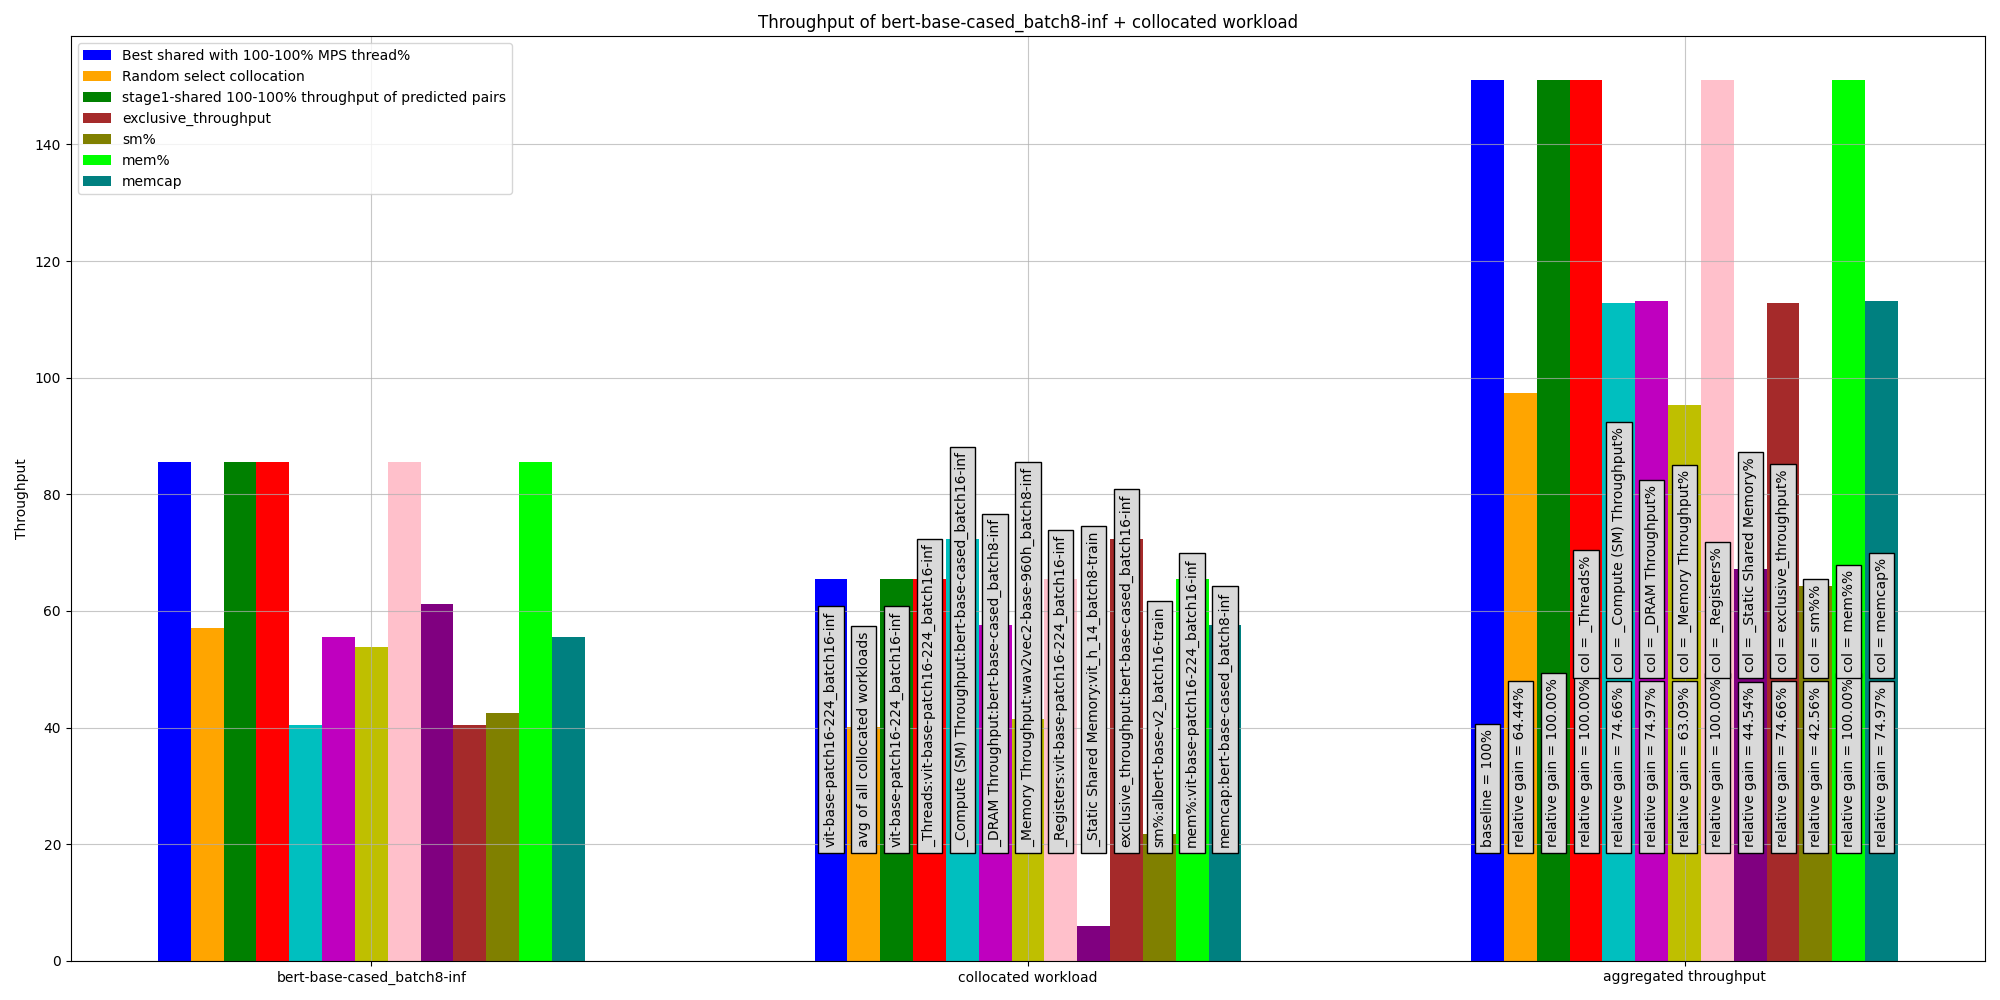 Throughput of bert-base-cased_batch8-inf + collocated workload
Best shared with 100-100% MPS thread%
Random select collocation
stage1-shared 100-100% throughput of predicted pairs
exclusive_throughput
sm%
mem%
memcap
Throughput
140
120
100
80
60
40
20
0
vit-base-patch16-224_batch16-inf
avg of all collocated workloads
vit-base-patch16-224_batch16-inf
_Threads:vit-base-patch16-224_batch16-inf
_Compute (SM) Throughput:bert-base-cased_batch16-inf
_DRAM Throughput:bert-base-cased_batch8-inf
_Memory Throughput:wav2vec2-base-960h_batch8-inf
_Registers:vit-base-patch16-224_batch16-inf
_Static Shared Memory:vit_h_14_batch8-train
exclusive_throughput:bert-base-cased_batch16-inf
sm%:albert-base-v2_batch16-train
mem%:vit-base-patch16-224_batch16-inf
memcap:bert-base-cased_batch8-inf
baseline = 100%
relative gain = 64.44%
relative gain = 100.00%
relative gain = 100.00%
col = _Threads%
relative gain = 74.66%
col = _Compute (SM) Throughput%
relative gain = 74.97%
col = _DRAM Throughput%
relative gain = 63.09%
col = _Memory Throughput%
relative gain = 100.00%
col = _Registers%
relative gain = 44.54%
col = _Static Shared Memory%
relative gain = 74.66%
col = exclusive_throughput%
relative gain = 42.56%
col = sm%%
relative gain = 100.00%
col = mem%%
relative gain = 74.97%
col = memcap%
bert-base-cased_batch8-inf
collocated workload
aggregated throughput